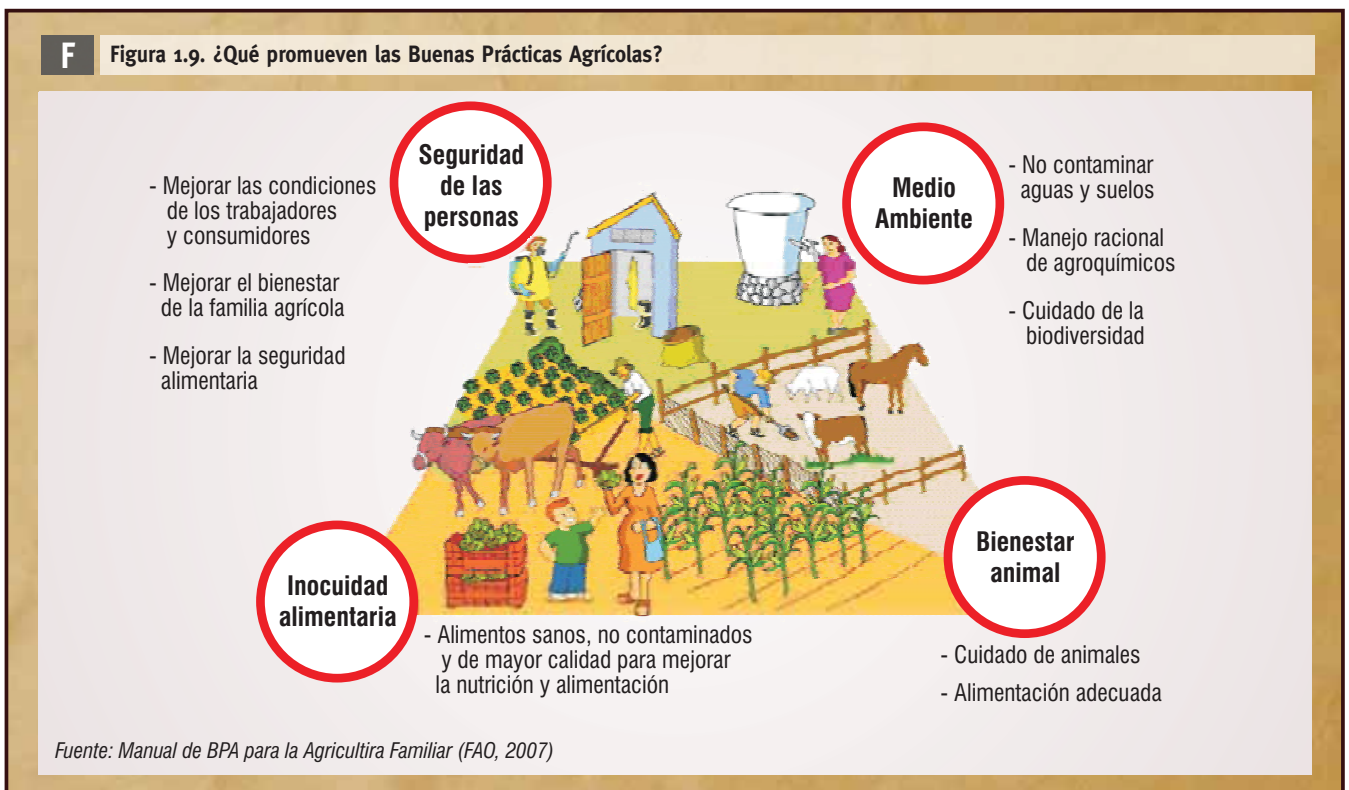 F
Figura 1.9. ¿Qué promueven las Buenas Prácticas Agrícolas?
Seguridad
de las
personas
- Mejorar las condiciones
de los trabajadores
y consumidores
- Mejorar el bienestar
de la familia agrícola
- Mejorar la seguridad
alimentaria
Medio
Ambiente
- No contaminar
aguas y suelos
- Manejo racional
de agroquímicos
- Cuidado de la
biodiversidad
Inocuidad
alimentaria
- Alimentos sanos, no contaminados
y de mayor calidad para mejorar
la nutrición y alimentación
Bienestar
animal
- Cuidado de animales
- Alimentación adecuada
Fuente: Manual de BPA para la Agricultira Familiar (FAO, 2007)